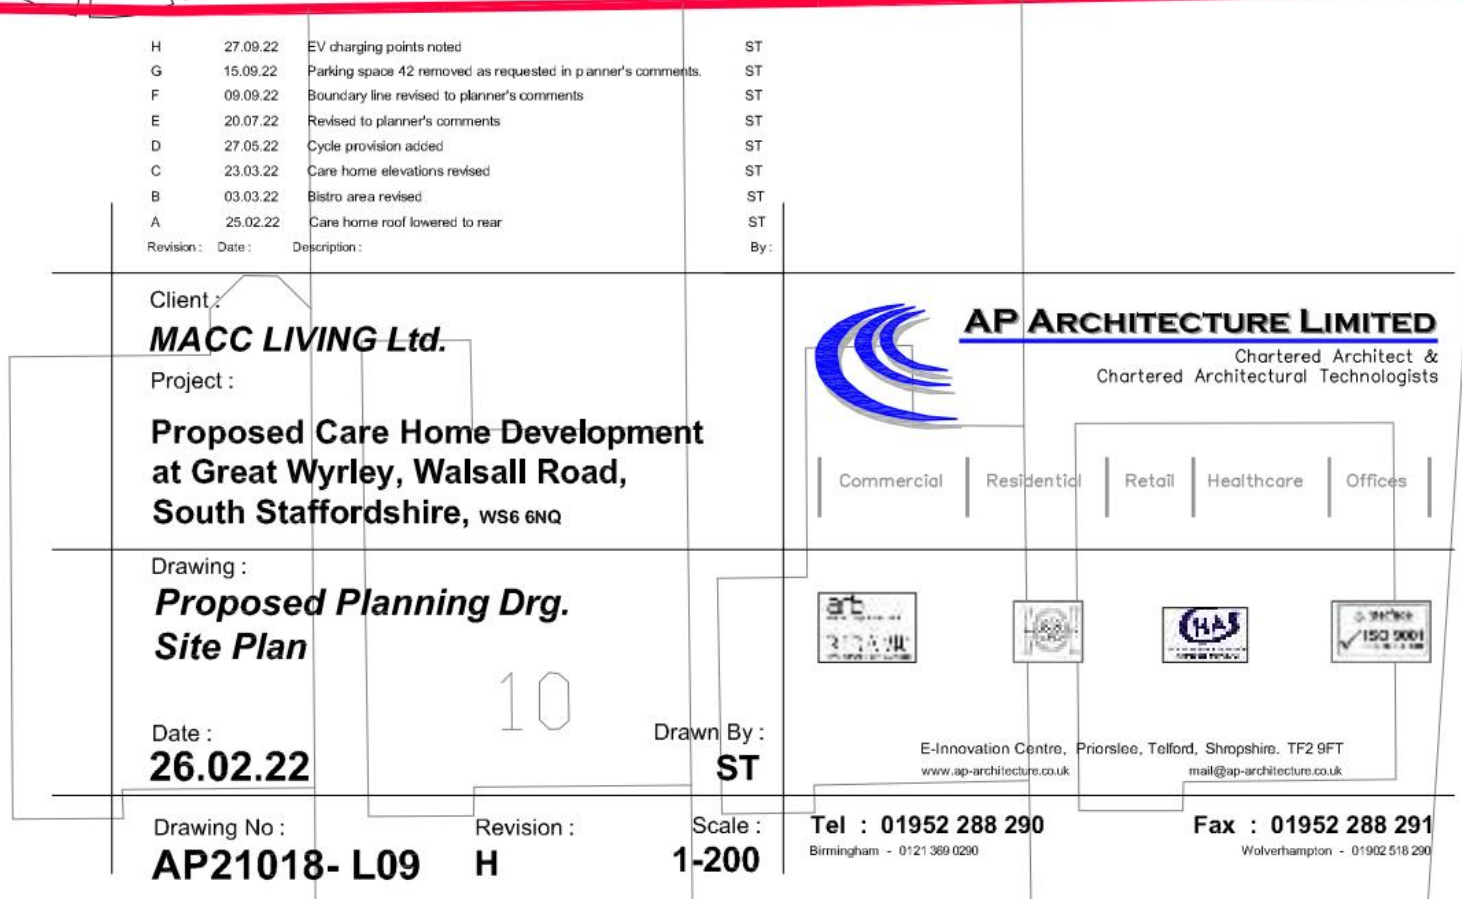 H 27.09.22 EV charging points noted ST
G 15.09.22 Parking space 42 removed as requested in p anner's comments. ST
F 09.09.22 Boundary line revised to planner's comments ST
E 20.07.22 Revised to planner's comments ST
D 27.05.22 Cycle provision added ST
C 23.03.22 Care home elevations revised ST
B 03.03.22 Bistro area revised ST
A 25.02.22 Care home roof lowered to rear ST
Revision : Date : Description : By :
Client :
MACC LIVING Ltd.
Project :
Proposed Care Home Development
at Great Wyrley, Walsall Road,
South Staffordshire, WS6 6NQ
Drawing :
Proposed Planning Drg.
Site Plan
10
Date :
26.02.22
Drawn By :
ST
Drawing No :
AP21018- L09
Revision :
H
Scale :
1-200
AP ARCHITECTURE LIMITED
Chartered Architect &
Chartered Architectural Technologists
Commercial Residential Retail Healthcare Offices
arb
CHAS
ISO 9001
E-Innovation Centre, Priorslee, Telford, Shropshire. TF2 9FT
www.ap-architecture.co.uk mail@ap-architecture.co.uk
Tel : 01952 288 290 Fax : 01952 288 291
Birmingham - 0121 369 0290 Wolverhampton - 01902 518 290